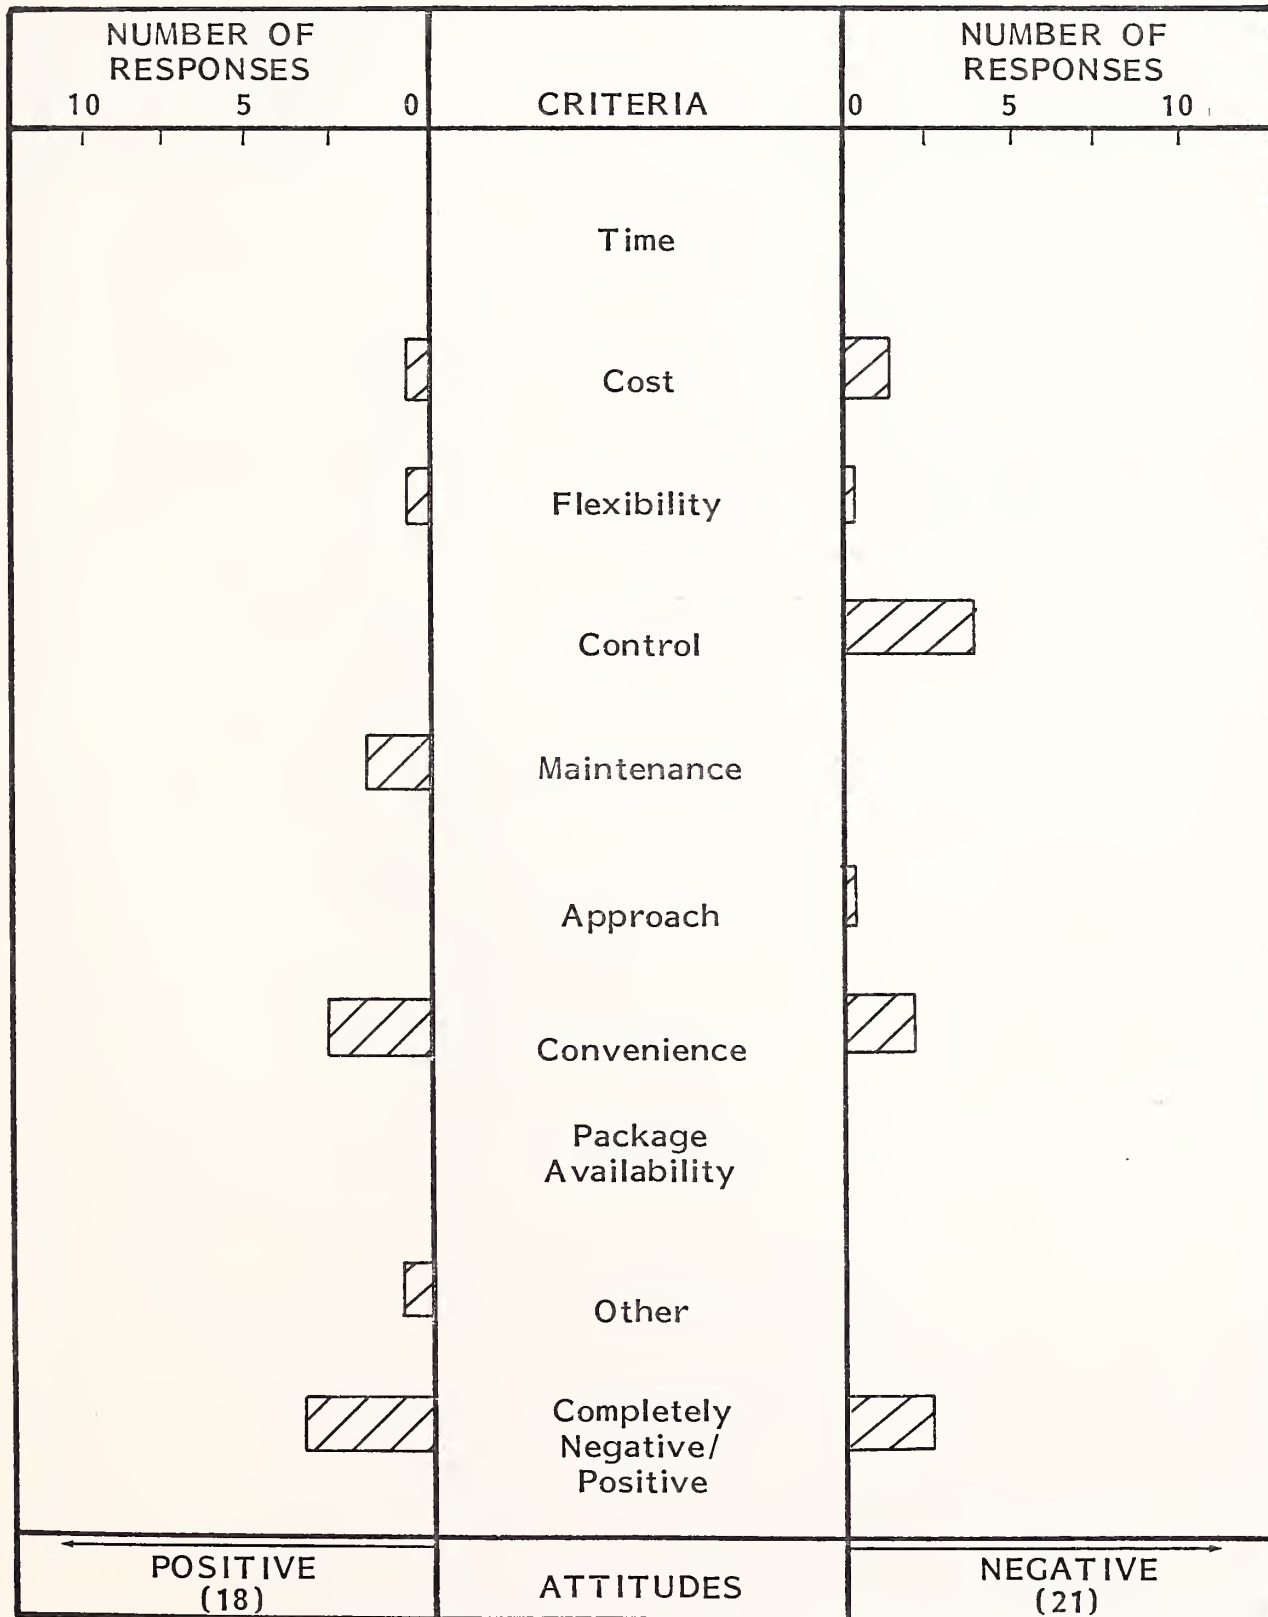 NUMBER OF
RESPONSES
10 5 0
CRITERIA
NUMBER OF
RESPONSES
0 5 10
Time
Cost
Flexibility
Control
Maintenance
Approach
Convenience
Package
Availability
Other
Completely
Negative/
Positive
POSITIVE
(18)
ATTITUDES
NEGATIVE
(21)